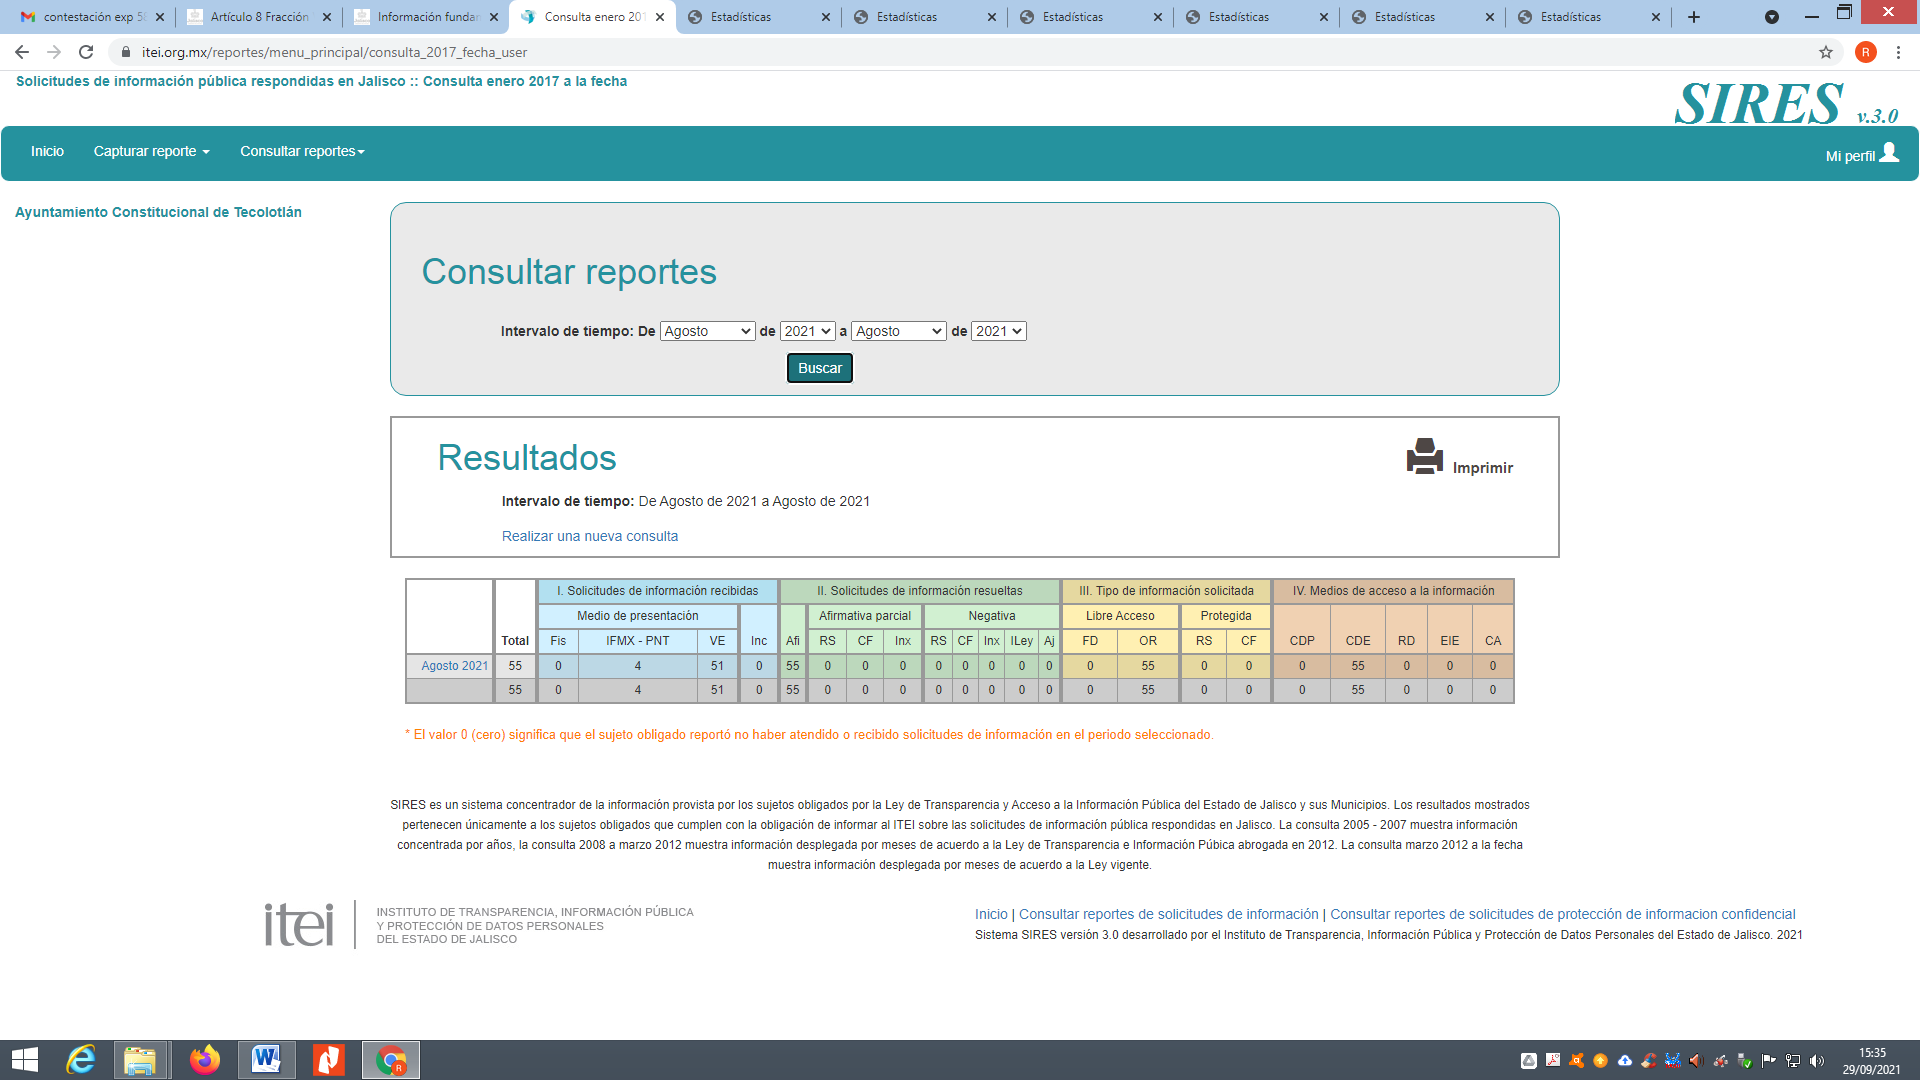 contestación exp 58
Artículo 8 Fracción
Información fundam
Consulta enero 201
Estadísticas
Estadísticas
Estadísticas
Estadísticas
Estadísticas
Estadísticas
itei.org.mx/reportes/menu_principal/consulta_2017_fecha_user
R
Solicitudes de información pública respondidas en Jalisco :: Consulta enero 2017 a la fecha
SIRES v.3.0
Inicio Capturar reporte Consultar reportes Mi perfil
Ayuntamiento Constitucional de Tecolotlán
Consultar reportes
Intervalo de tiempo: De Agosto de 2021 a Agosto de 2021
Buscar
Resultados
Imprimir
Intervalo de tiempo: De Agosto de 2021 a Agosto de 2021
Realizar una nueva consulta
I. Solicitudes de información recibidas II. Solicitudes de información resueltas III. Tipo de información solicitada IV. Medios de acceso a la información
Medio de presentación Afirmativa parcial Negativa Libre Acceso Protegida
Total Fis IFMX - PNT VE Inc Afi RS CF Inx RS CF Inx ILey Aj FD OR RS CF CDP CDE RD EIE CA
Agosto 2021 55 0 4 51 0 55 0 0 0 0 0 0 0 0 0 55 0 0 0 55 0 0 0
55 0 4 51 0 55 0 0 0 0 0 0 0 0 0 55 0 0 0 55 0 0 0
* El valor 0 (cero) significa que el sujeto obligado reportó no haber atendido o recibido solicitudes de información en el periodo seleccionado.
SIRES es un sistema concentrador de la información provista por los sujetos obligados por la Ley de Transparencia y Acceso a la Información Pública del Estado de Jalisco y sus Municipios. Los resultados mostrados
pertenecen únicamente a los sujetos obligados que cumplen con la obligación de informar al ITEI sobre las solicitudes de información pública respondidas en Jalisco. La consulta 2005 - 2007 muestra información
concentrada por años, la consulta 2008 a marzo 2012 muestra información desplegada por meses de acuerdo a la Ley de Transparencia e Información Púbica abrogada en 2012. La consulta marzo 2012 a la fecha
muestra información desplegada por meses de acuerdo a la Ley vigente.
itei
INSTITUTO DE TRANSPARENCIA, INFORMACIÓN PÚBLICA
Y PROTECCIÓN DE DATOS PERSONALES
DEL ESTADO DE JALISCO
Inicio | Consultar reportes de solicitudes de información | Consultar reportes de solicitudes de protección de informacion confidencial
Sistema SIRES versión 3.0 desarrollado por el Instituto de Transparencia, Información Pública y Protección de Datos Personales del Estado de Jalisco. 2021
15:35
29/09/2021